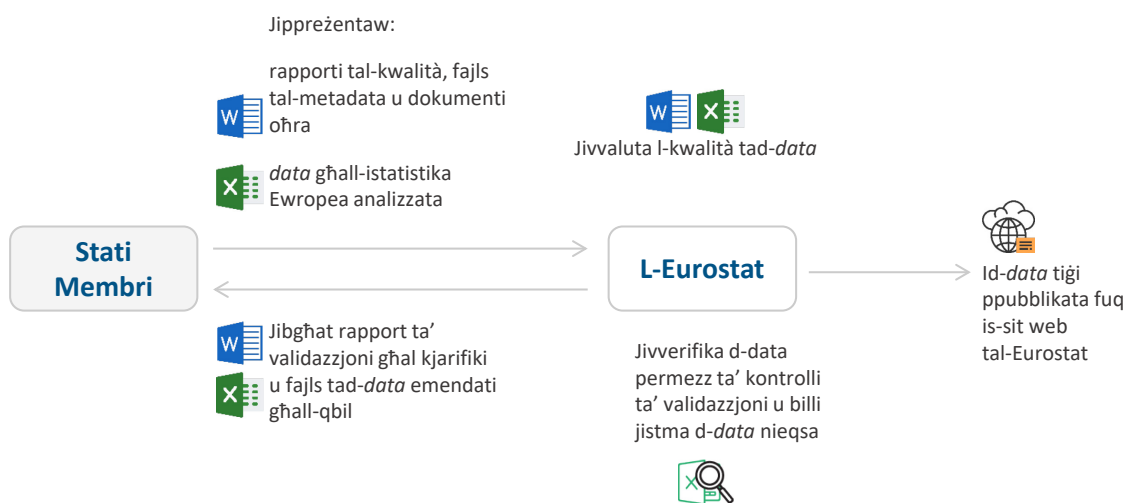 Jippreżentaw:
rapporti tal-kwalità, fajls
tal-metadata u dokumenti
oħra
W
X
data għall-istatistika
Ewropea analizzata
Stati
Membri
W
Jibgħat rapport ta’
validazzjoni għal kjarifiki
u fajls tad-data emendati
għall-qbil
X
W X
Jivvaluta l-kwalità tad-data
L-Eurostat
Jivverifika d-data
permezz ta’ kontrolli
ta’ validazzjoni u billi
jistma d-data nieqsa
X
Id-data tiġi
ppubblikata fuq
is-sit web
tal-Eurostat